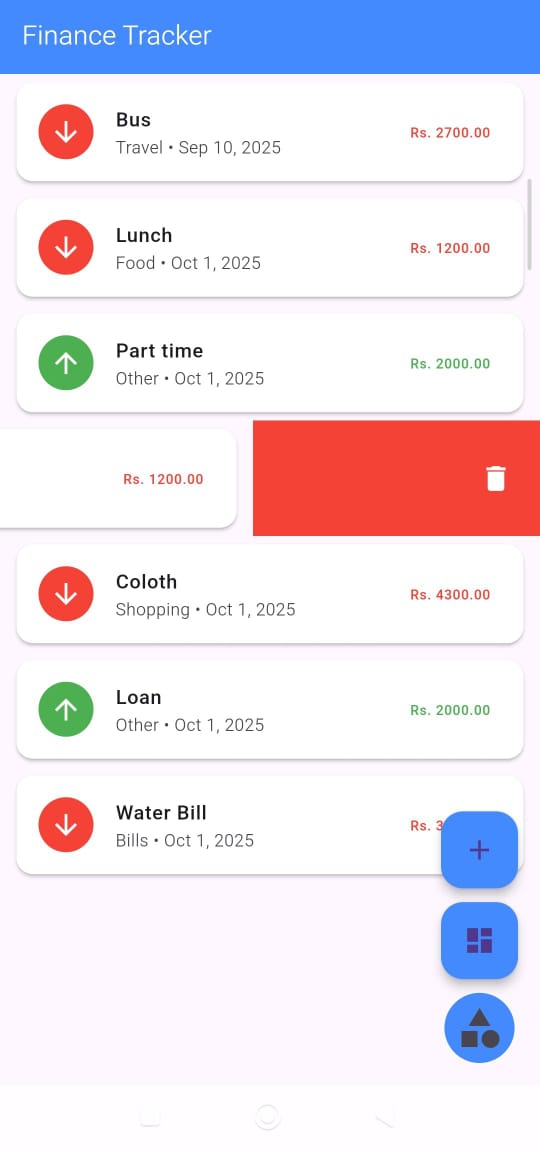 Finance Tracker
Bus
Travel • Sep 10, 2025
Rs. 2700.00
Lunch
Food • Oct 1, 2025
Rs. 1200.00
Part time
Other • Oct 1, 2025
Rs. 2000.00
Rs. 1200.00
Coloth
Shopping • Oct 1, 2025
Rs. 4300.00
Loan
Other • Oct 1, 2025
Rs. 2000.00
Water Bill
Bills • Oct 1, 2025
Rs. 3